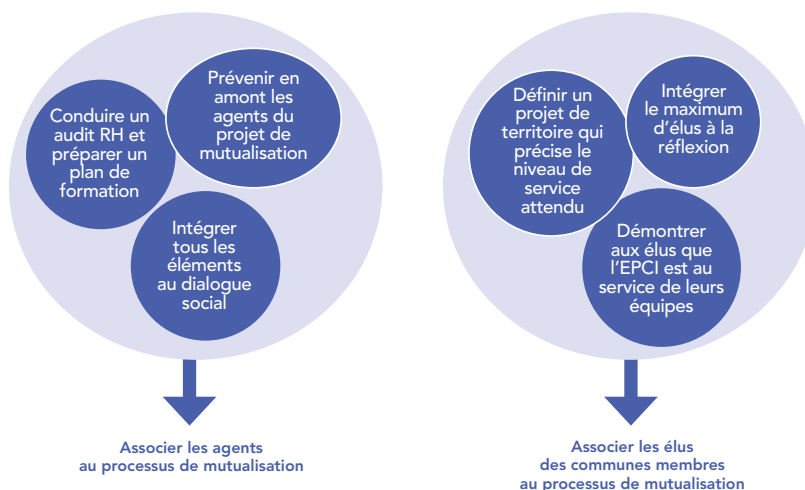 Conduire un
audit RH et
préparer un
plan de
formation
Prévenir en
amont les
agents du
projet de
mutualisation
Intégrer
tous les
éléments
au dialogue
social
Associer les agents
au processus de mutualisation
Définir un
projet de
territoire qui
précise le
niveau de
service
attendu
Intégrer
le maximum
d'élus à la
réflexion
Démontrer
aux élus que
l'EPCI est au
service de leurs
équipes
Associer les élus
des communes membres
au processus de mutualisation